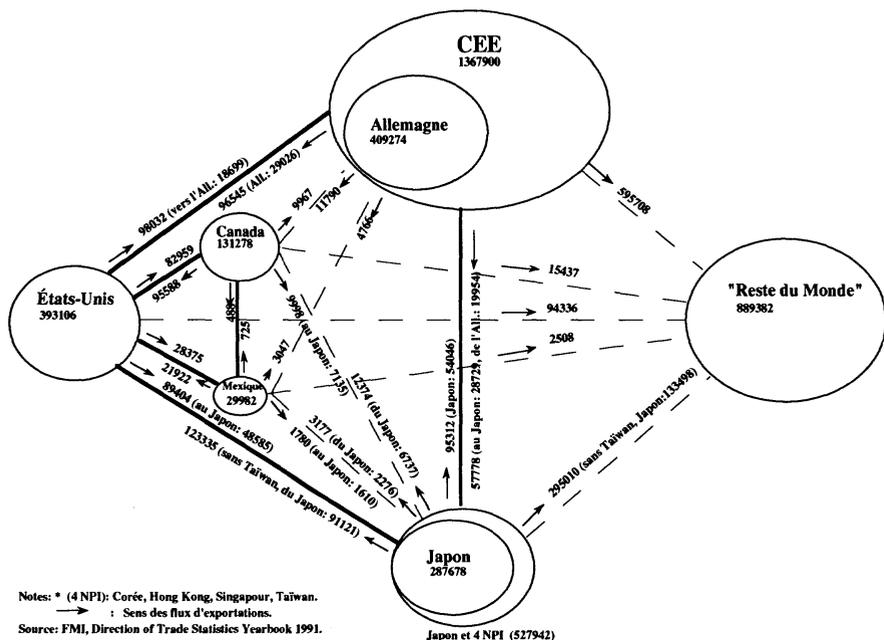 CEE
1367900
Allemagne
409274
98032 (vers l'All.: 18699)
96545 (All.: 29026)
9967
11790
4766
595708
Canada
131278
82959
95588
États-Unis
393106
488
725
9998 (au Japon: 7135)
12374 (du Japon: 6737)
15437
94336
2508
"Reste du Monde"
889382
28375
21922
Mexique
29982
3047
89404 (au Japon: 48585)
123335 (sans Taïwan, du Japon: 91121)
3177 (du Japon: 2276)
1780 (au Japon: 1610)
95312 (Japon: 54046)
57778 (au Japon: 28729, de l'All.: 19954)
295010 (sans Taïwan, Japon:133498)
Japon
287678
Japon et 4 NPI (527942)
Notes: * (4 NPI): Corée, Hong Kong, Singapour, Taïwan.
: Sens des flux d'exportations.
Source: FMI, Direction of Trade Statistics Yearbook 1991.